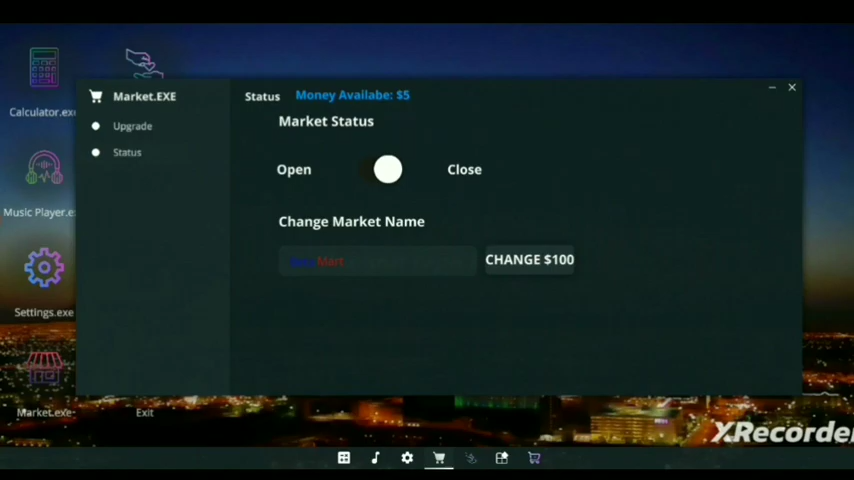 Calculator.exe
Music Player.e
Settings.exe
Market.exe
Exit
Market.EXE
Upgrade
Status
Status
Money Availabe: $5
Market Status
Open
Close
Change Market Name
Mart
CHANGE $100
XRecorder